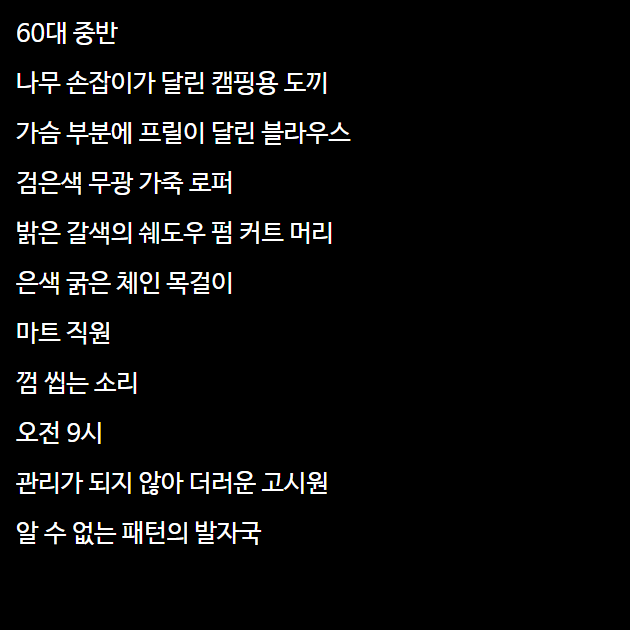 60대 중반
나무 손잡이가 달린 캠핑용 도끼
가슴 부분에 프릴이 달린 블라우스
검은색 무광 가죽 로퍼
밝은 갈색의 쉐도우 펌 커트 머리
은색 굵은 체인 목걸이
마트 직원
껌 씹는 소리
오전 9시
관리가 되지 않아 더러운 고시원
알 수 없는 패턴의 발자국